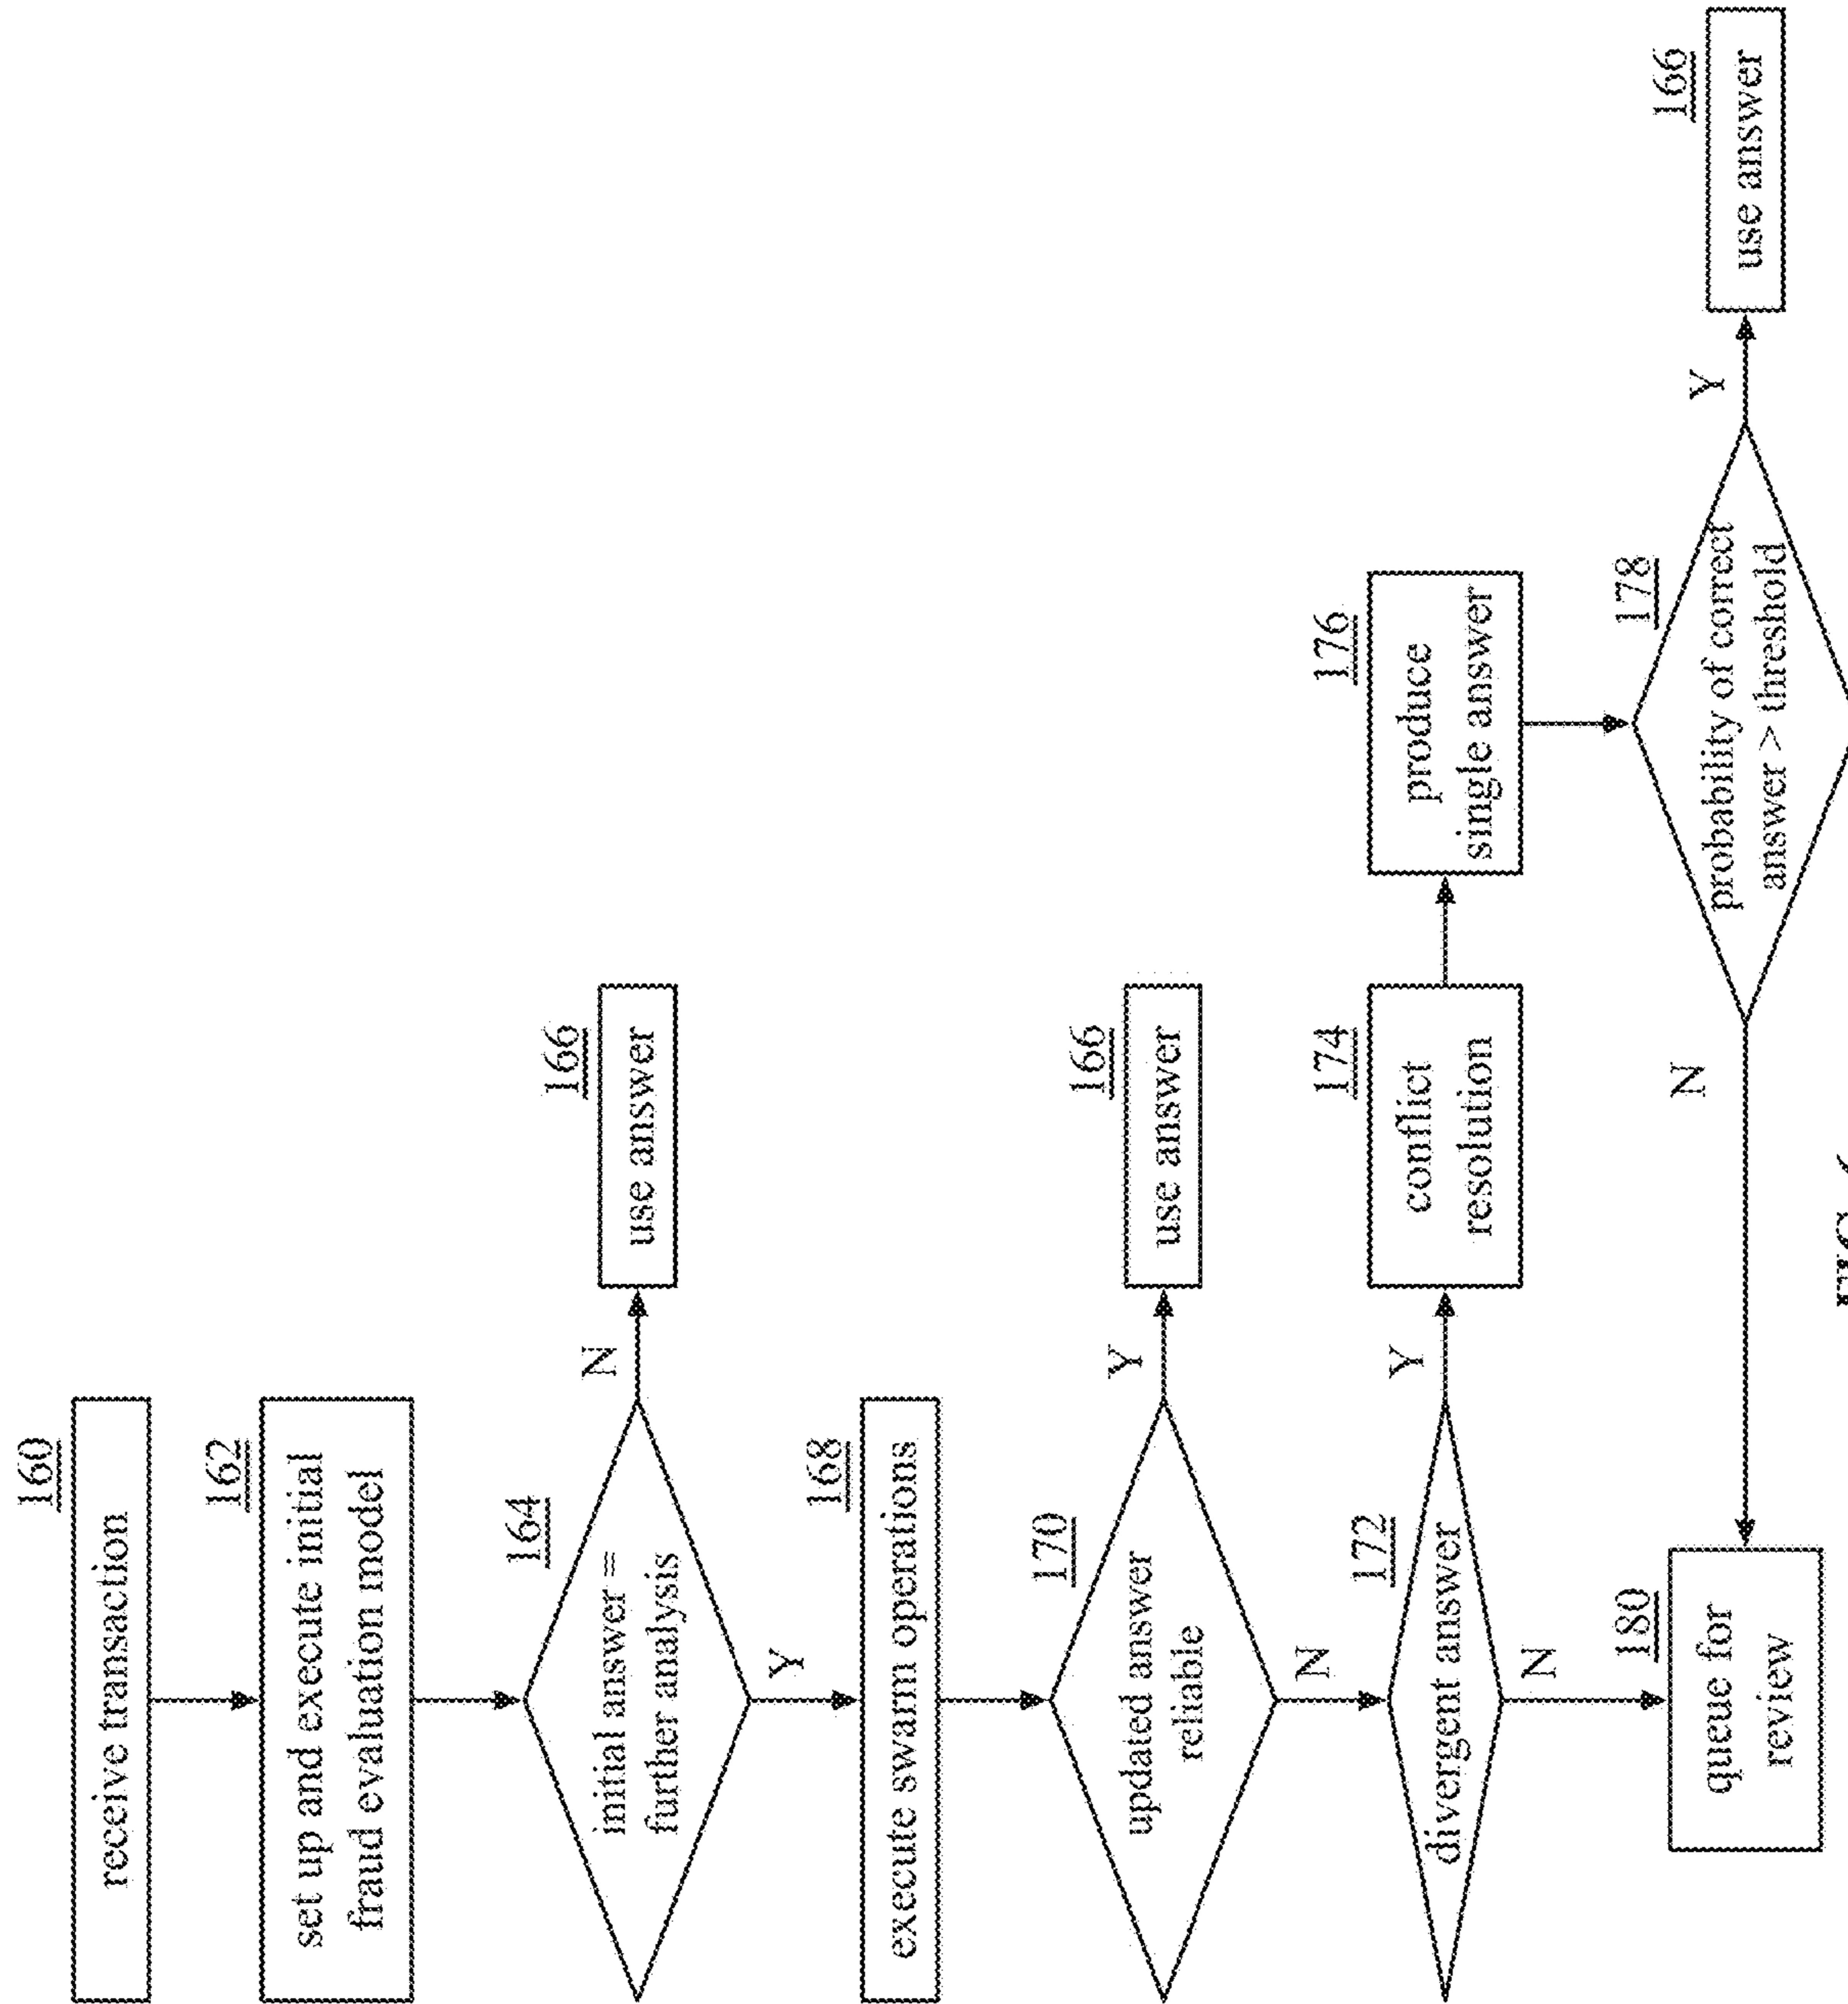 160
receive transaction
162
set up and execute initial
fraud evaluation model
164
initial answer =
further analysis
N
166
use answer
Y
168
execute swarm operations
170
updated answer
reliable
Y
166
use answer
N
172
divergent answer
Y
174
conflict
resolution
176
produce
single answer
178
probability of correct
answer > threshold
Y
166
use answer
N
N
180
queue for
review